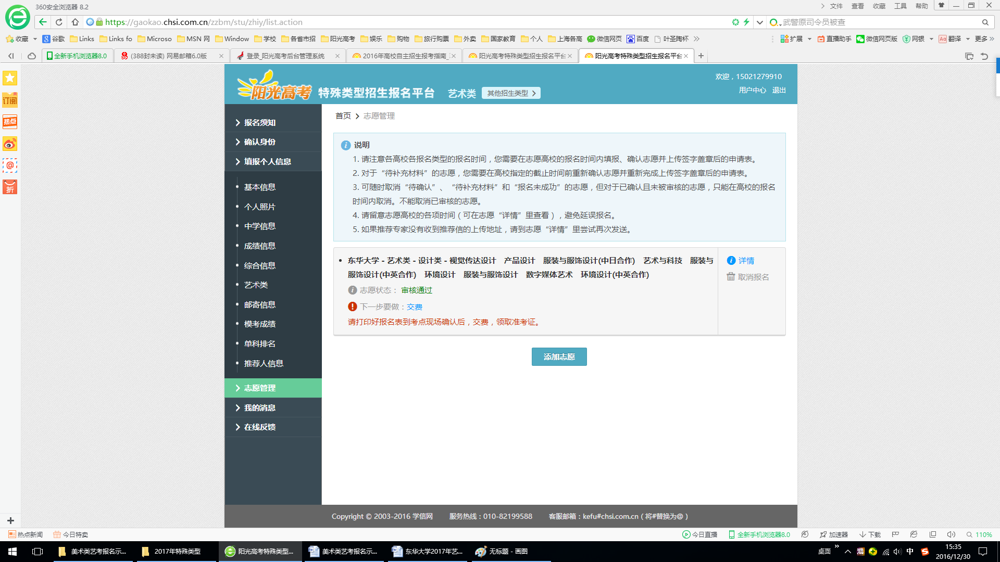 360安全浏览器 8.2
文件 查看 收藏 工具 帮助
https://gaokao.chsi.com.cn/zzbm/stu/zhiy/list.action
武警原司令员被查
收藏 谷歌 Links Links fo Microso MSN 网 Window 学校 各省市招 阳光高考 娱乐 购物 旅行购票 外卖 国家教育 个人 上海各高 微信网页 百度 叶圣陶杯 扩展 直播助手 微信网页版 网银 翻译 更多
全新手机浏览器8.0 (388封未读) 网易邮箱6.0版 登录_阳光高考后台管理系统 2016年高校自主招生报考指南_ 阳光高考特殊类型招生报名平台 阳光高考特殊类型招生报名平台
订阅
热点
折
阳光高考 特殊类型招生报名平台 艺术类 其他招生类型
欢迎，15021279910
用户中心 退出
首页 志愿管理
报名须知
确认身份
填报个人信息
基本信息
个人照片
中学信息
成绩信息
综合信息
艺术类
邮寄信息
模考成绩
单科排名
推荐人信息
志愿管理
我的消息
在线反馈
说明
1. 请注意各高校各报名类型的报名时间，您需要在志愿高校的报名时间内填报、确认志愿并上传签字盖章后的申请表。
2. 对于“待补充材料”的志愿，您需要在高校指定的截止时间前重新确认志愿并重新完成上传签字盖章后的申请表。
3. 可随时取消“待确认”、“待补充材料”和“报名未成功”的志愿，但对于已确认且未被审核的志愿，只能在高校的报名
时间内取消。不能取消已审核的志愿。
4. 请留意志愿高校的各项时间（可在志愿“详情”里查看），避免延误报名。
5. 如果推荐专家没有收到推荐信的上传地址，请到志愿“详情”里尝试再次发送。
东华大学 - 艺术类 - 设计类 - 视觉传达设计 产品设计 服装与服饰设计(中日合作) 艺术与科技 服装与
服饰设计(中英合作) 环境设计 服装与服饰设计 数字媒体艺术 环境设计(中英合作)
志愿状态： 审核通过
下一步要做：交费
请打印好报名表到考点现场确认后，交费，领取准考证。
详情
取消报名
添加志愿
Copyright © 2003-2016 学信网 服务热线：010-82199588 客服邮箱：kefu#chsi.com.cn（将#替换为@）
热点新闻 今日特卖 今日直播 全新手机浏览器8.0 加速器 下载 110%
美术类艺考报名示... 2017年特殊类型 阳光高考特殊类型... 美术类艺考报名示... 东华大学2017年艺... 无标题 - 画图 桌面 中
15:35
2016/12/30